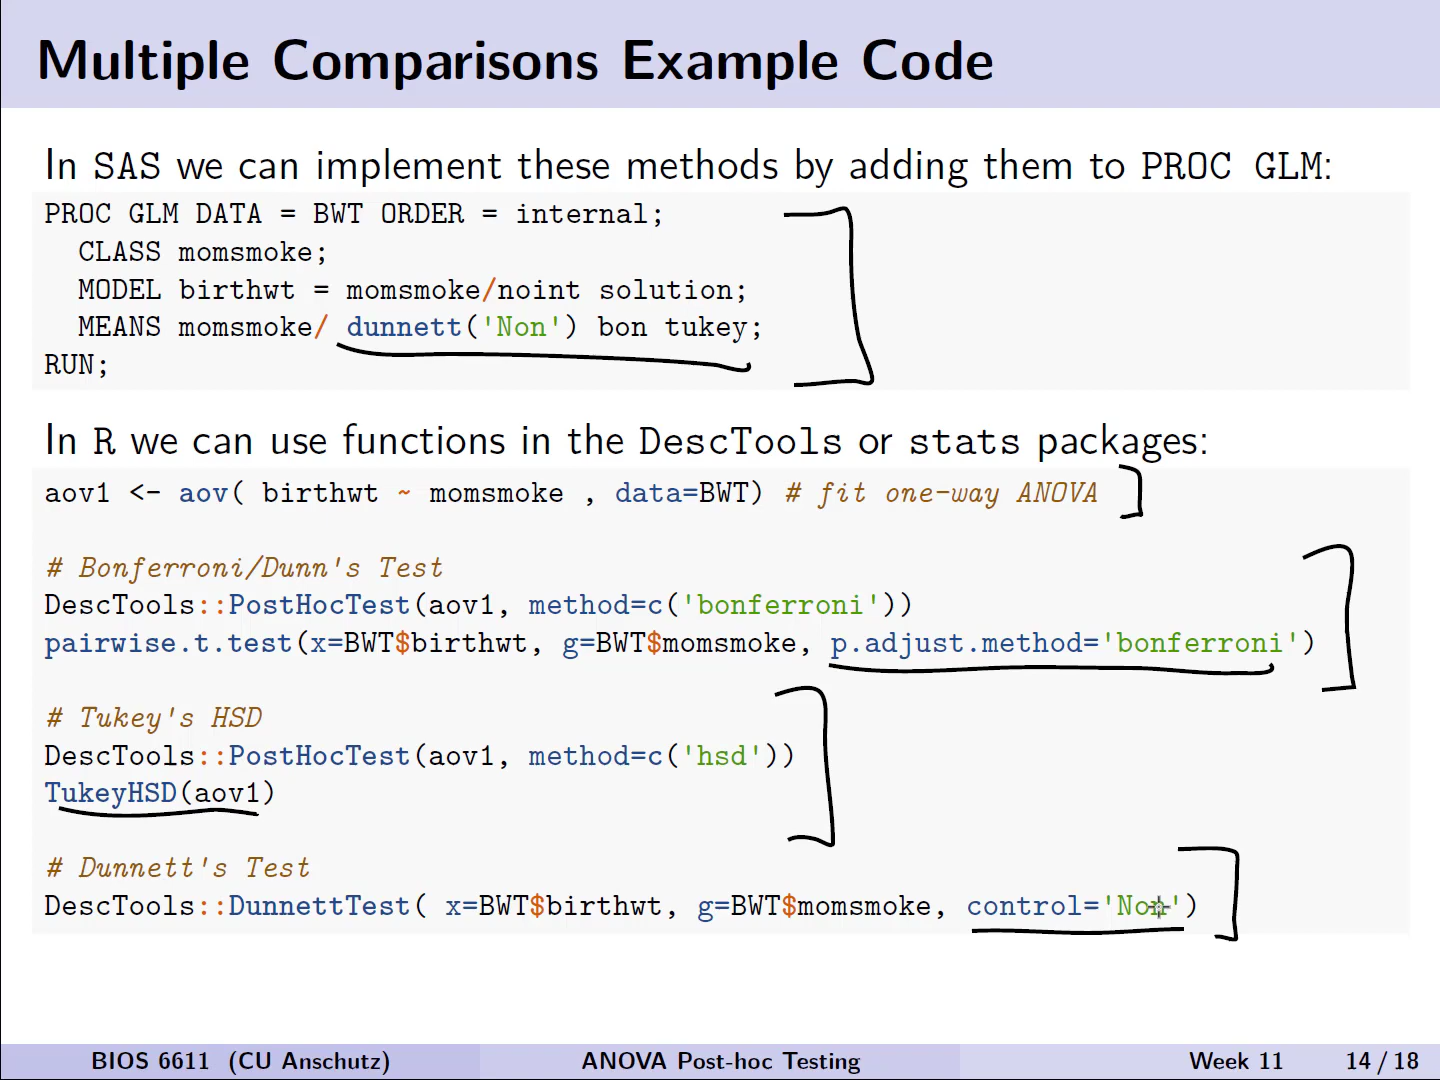 Multiple Comparisons Example Code
In SAS we can implement these methods by adding them to PROC GLM:
PROC GLM DATA = BWT ORDER = internal;
CLASS momsmoke;
MODEL birthwt = momsmoke/noint solution;
MEANS momsmoke/ dunnett('Non') bon tukey;
RUN;
In R we can use functions in the DescTools or stats packages:
aov1 <- aov( birthwt ~ momsmoke , data=BWT) # fit one-way ANOVA
# Bonferroni/Dunn's Test
DescTools::PostHocTest(aov1, method=c('bonferroni'))
pairwise.t.test(x=BWT$birthwt, g=BWT$momsmoke, p.adjust.method='bonferroni')
# Tukey's HSD
DescTools::PostHocTest(aov1, method=c('hsd'))
TukeyHSD(aov1)
# Dunnett's Test
DescTools::DunnettTest( x=BWT$birthwt, g=BWT$momsmoke, control='Non')
BIOS 6611 (CU Anschutz) ANOVA Post-hoc Testing Week 11 14 / 18